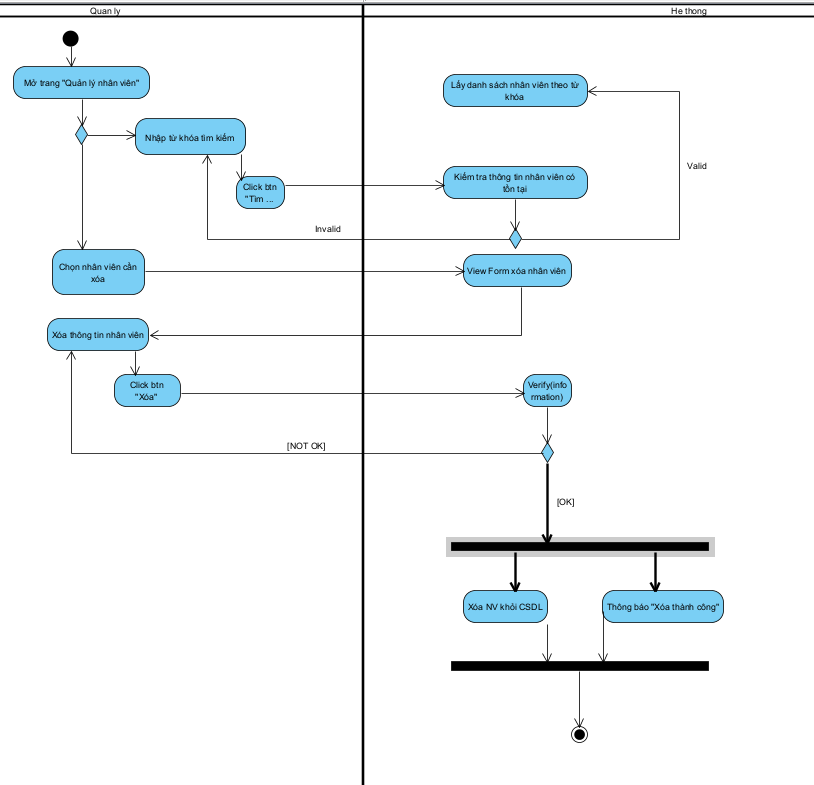 Quan ly
He thong
Mở trang "Quản lý nhân viên"
Lấy danh sách nhân viên theo từ
khóa
Nhập từ khóa tìm kiếm
Valid
Click btn
"Tìm ...
Kiểm tra thông tin nhân viên có
tồn tại
Invalid
Chọn nhân viên cần
xóa
View Form xóa nhân viên
Xóa thông tin nhân viên
Click btn
"Xóa"
Verify(info
rmation)
[NOT OK]
[OK]
Xóa NV khỏi CSDL
Thông báo "Xóa thành công"